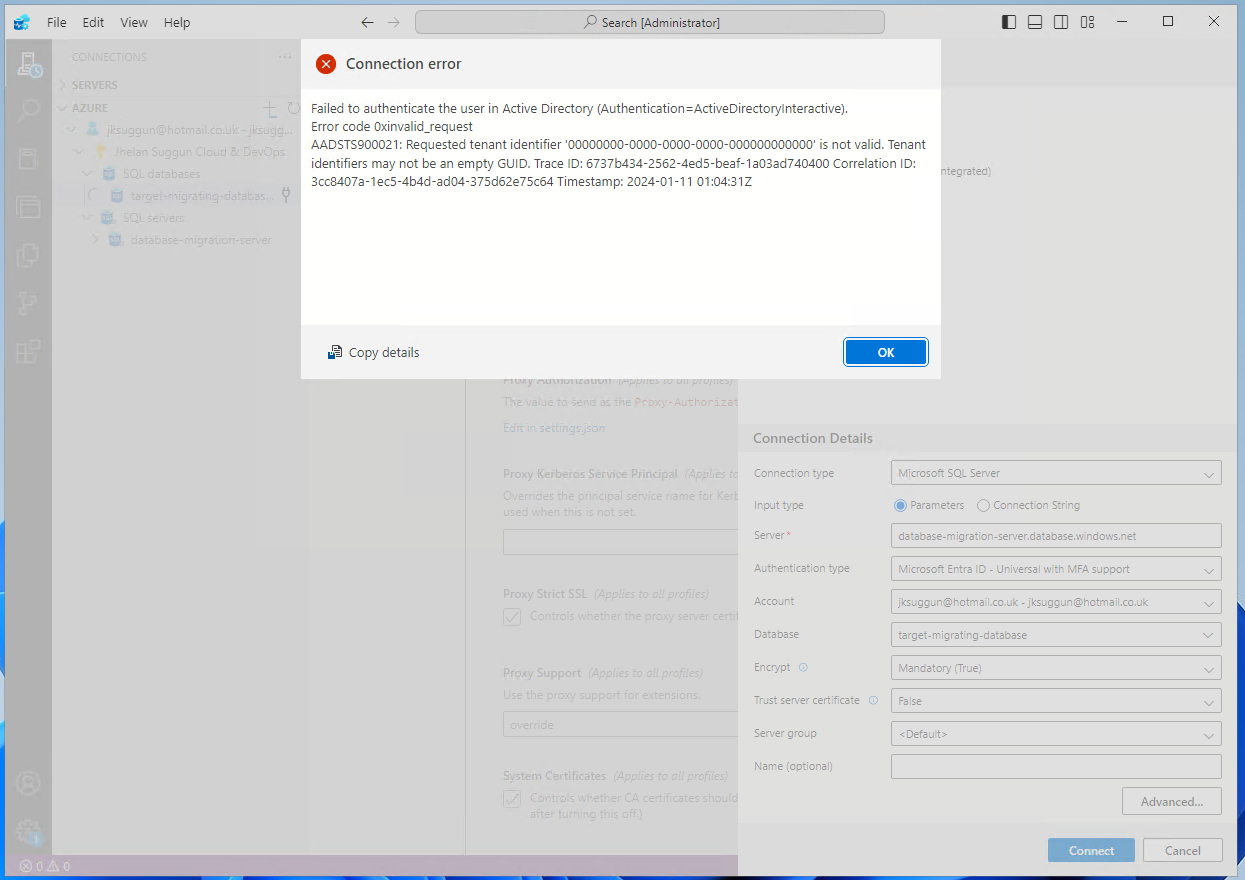 File Edit View Help
Search [Administrator]
CONNECTIONS
SERVERS
AZURE
jksuggun@hotmail.co.uk - jksugg...
Jhelan Suggun Cloud & DevOps
SQL databases
target-migrating-databas...
SQL servers
database-migration-server
Connection error
Failed to authenticate the user in Active Directory (Authentication=ActiveDirectoryInteractive).
Error code 0xinvalid_request
AADSTS900021: Requested tenant identifier '00000000-0000-0000-0000-000000000000' is not valid. Tenant
identifiers may not be an empty GUID. Trace ID: 6737b434-2562-4ed5-beaf-1a03ad740400 Correlation ID:
3cc8407a-1ec5-4b4d-ad04-375d62e75c64 Timestamp: 2024-01-11 01:04:31Z
Copy details
OK
ntegrated)
Proxy Authorization (Applies to all profiles)
The value to send as the Proxy-Authorizat
Edit in settings.json
Proxy Kerberos Service Principal (Applies to
Overrides the principal service name for Kerb
used when this is not set.
Proxy Strict SSL (Applies to all profiles)
Controls whether the proxy server certif
Proxy Support (Applies to all profiles)
Use the proxy support for extensions.
override
System Certificates (Applies to all profiles)
Controls whether CA certificates should
after turning this off.)
Connection Details
Connection type Microsoft SQL Server
Input type Parameters Connection String
Server* database-migration-server.database.windows.net
Authentication type Microsoft Entra ID - Universal with MFA support
Account jksuggun@hotmail.co.uk - jksuggun@hotmail.co.uk
Database target-migrating-database
Encrypt Mandatory (True)
Trust server certificate False
Server group <Default>
Name (optional)
Advanced...
Connect Cancel
1
0 0